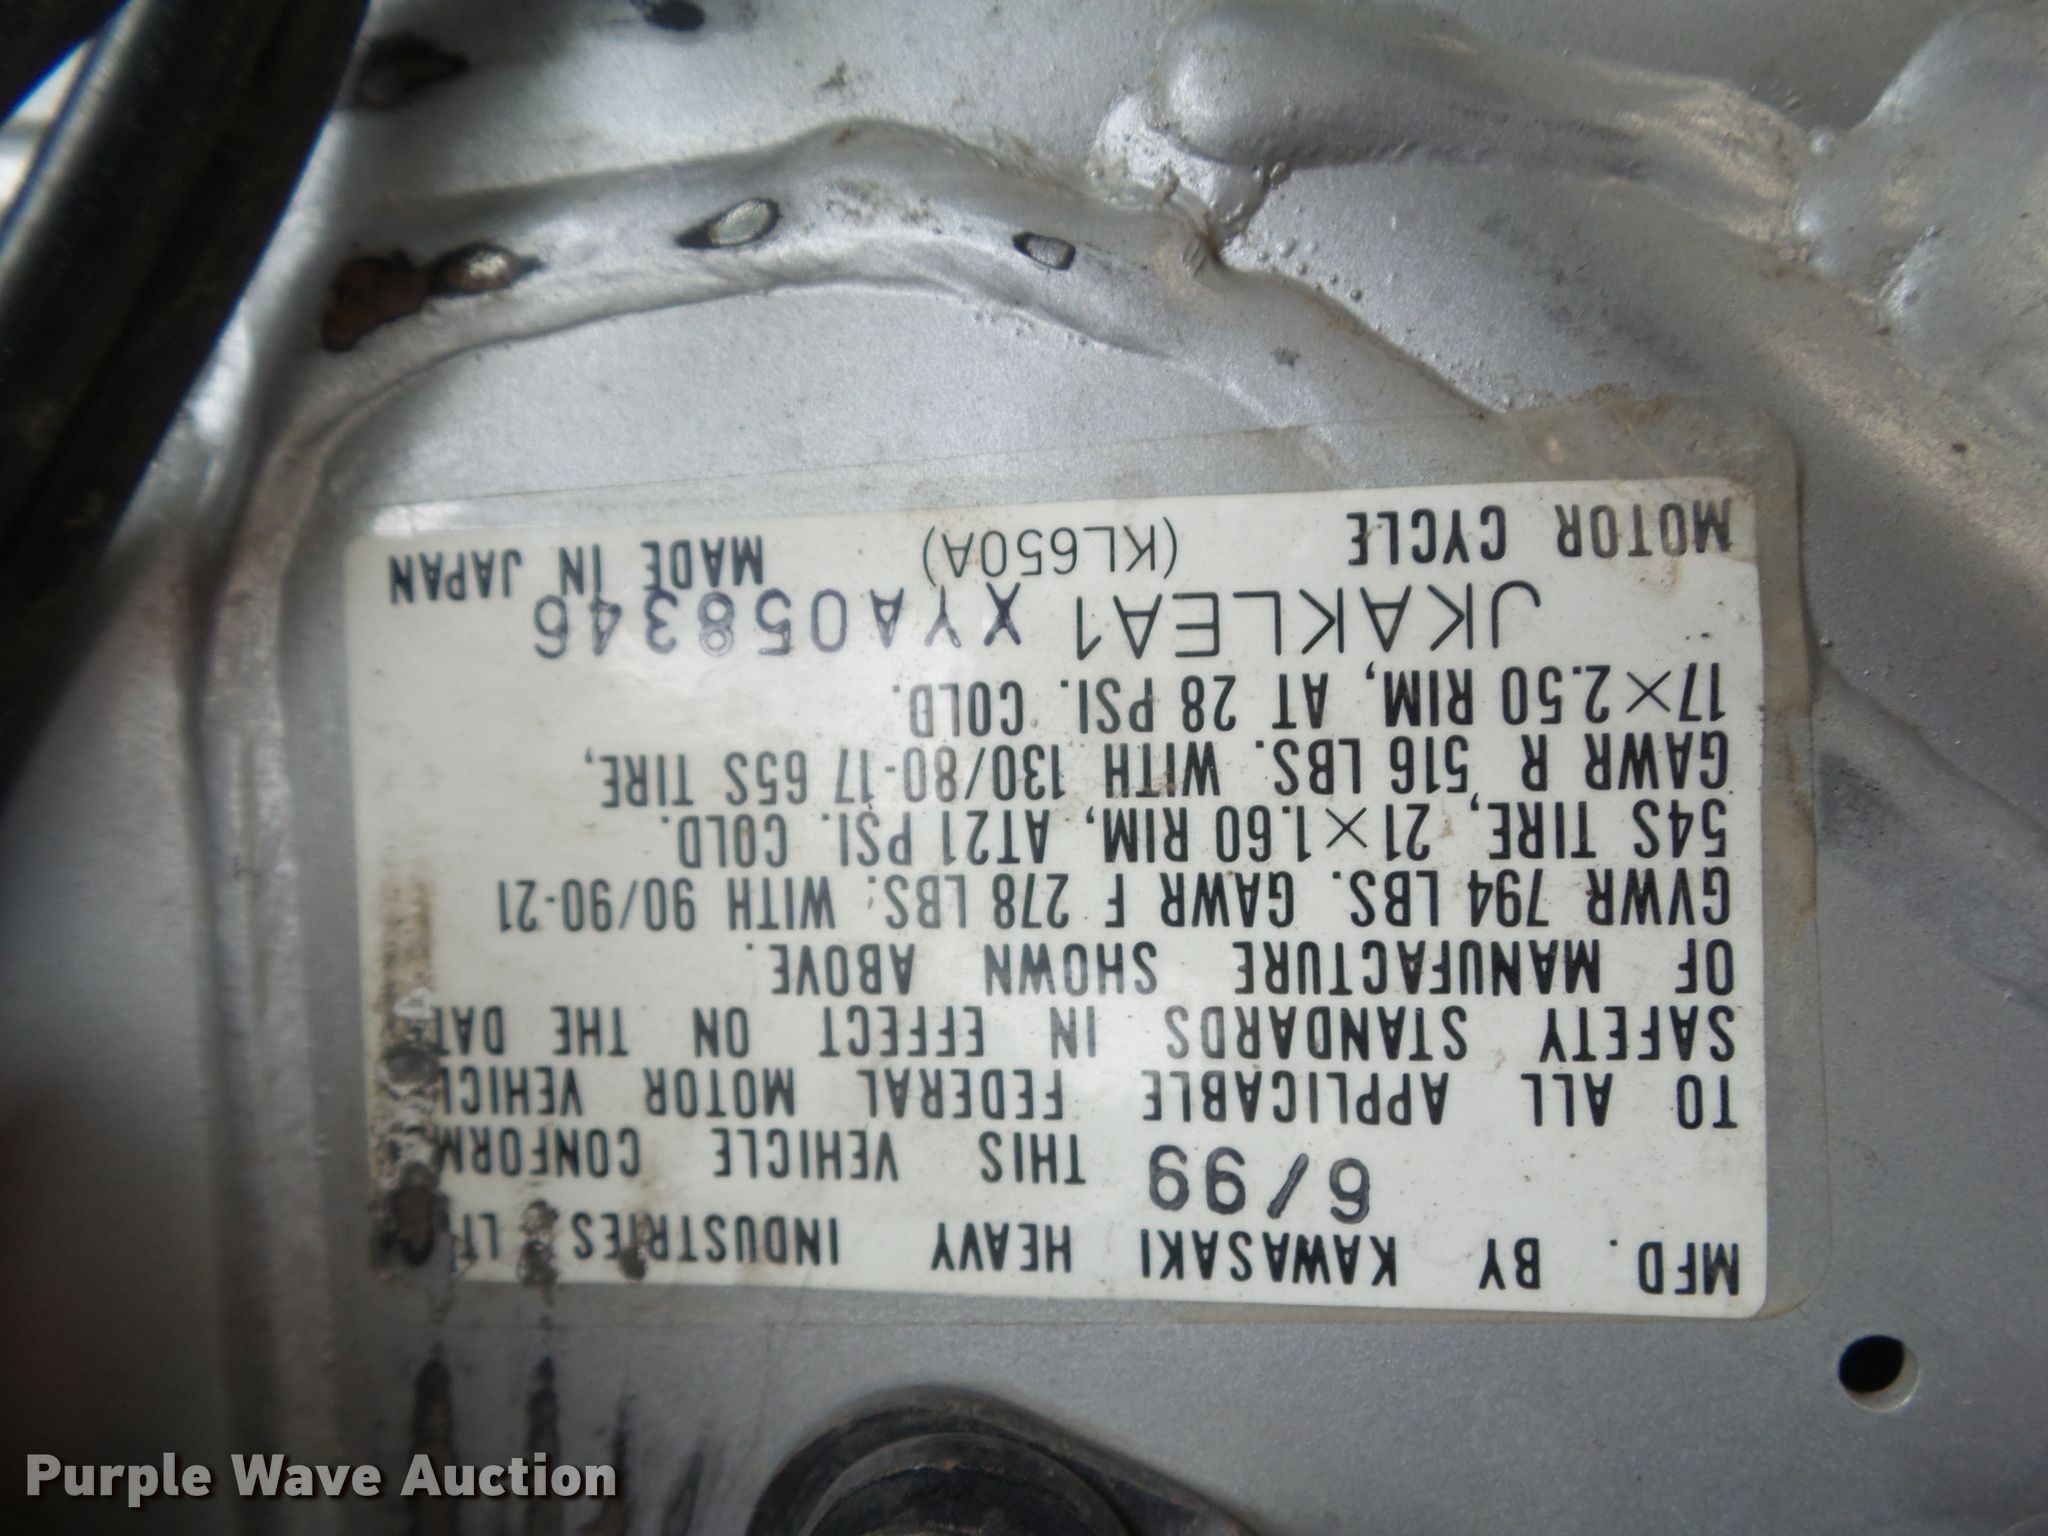 MFD. BY KAWASAKI HEAVY INDUSTRIES
6/99 THIS VEHICLE CONFORM
TO ALL APPLICABLE FEDERAL MOTOR VEHICL
SAFETY STANDARDS IN EFFECT ON THE DAT
OF MANUFACTURE SHOWN ABOVE.
GVWR 794 LBS. GAWR F 278 LBS. WITH 90/90-21
54S TIRE, 21×1.60 RIM, AT21 PSI. COLD.
GAWR R 516 LBS. WITH 130/80-17 65S TIRE,
17×2.50 RIM, AT 28 PSI. COLD.
JKAKLEA1 XYA058346
MOTOR CYCLE (KL650A) MADE IN JAPAN
Purple Wave Auction